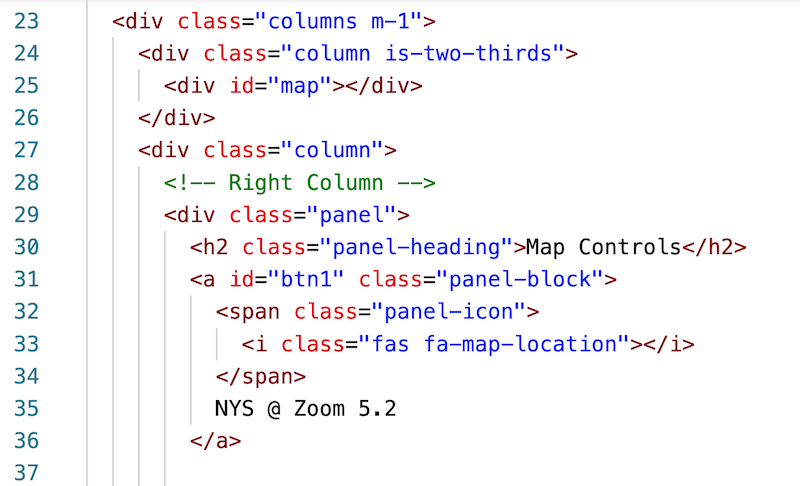 23 <div class="columns m-1">
24 <div class="column is-two-thirds">
25 <div id="map"></div>
26 </div>
27 <div class="column">
28 <!-- Right Column -->
29 <div class="panel">
30 <h2 class="panel-heading">Map Controls</h2>
31 <a id="btn1" class="panel-block">
32 <span class="panel-icon">
33 <i class="fas fa-map-location"></i>
34 </span>
35 NYS @ Zoom 5.2
36 </a>
37